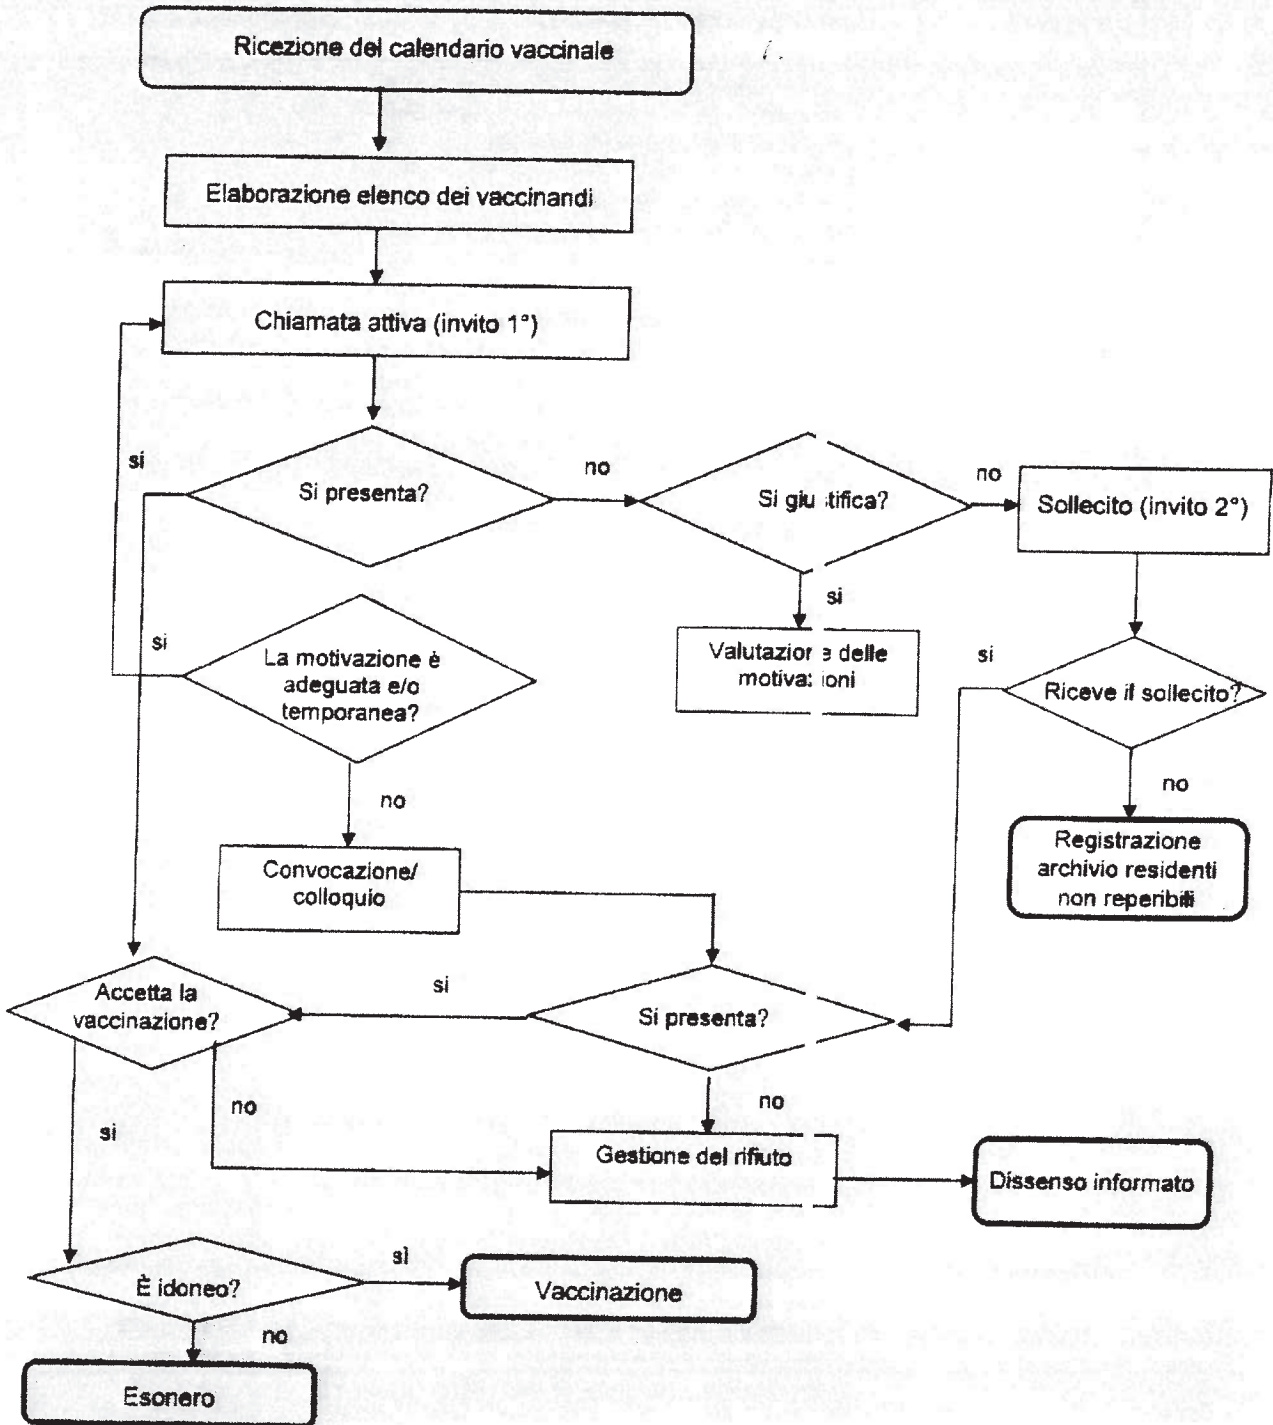 Ricezione del calendario vaccinale
Elaborazione elenco dei vaccinandi
Chiamata attiva (invito 1°)
si
Si presenta?
no
Si giustifica?
no
Sollecito (invito 2°)
si
Valutazione delle
motivazioni
si
La motivazione è
adeguata e/o
temporanea?
si
Riceve il sollecito?
no
no
Registrazione
archivio residenti
non reperibili
Convocazione/
colloquio
Accetta la
vaccinazione?
si
Si presenta?
no
si
no
Gestione del rifiuto
Dissenso informato
È idoneo?
sì
Vaccinazione
no
Esonero